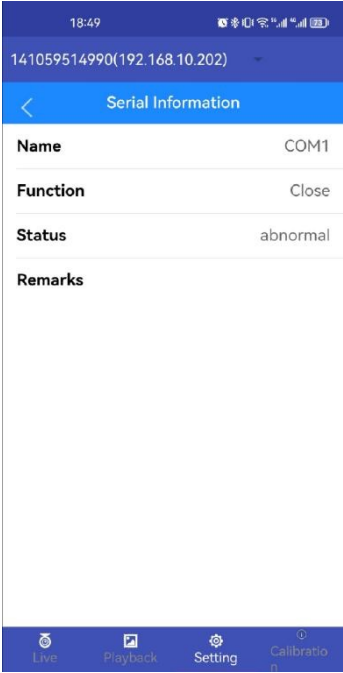 18:49
141059514990(192.168.10.202)
Serial Information
Name COM1
Function Close
Status abnormal
Remarks
Live Playback Setting Calibratio
n